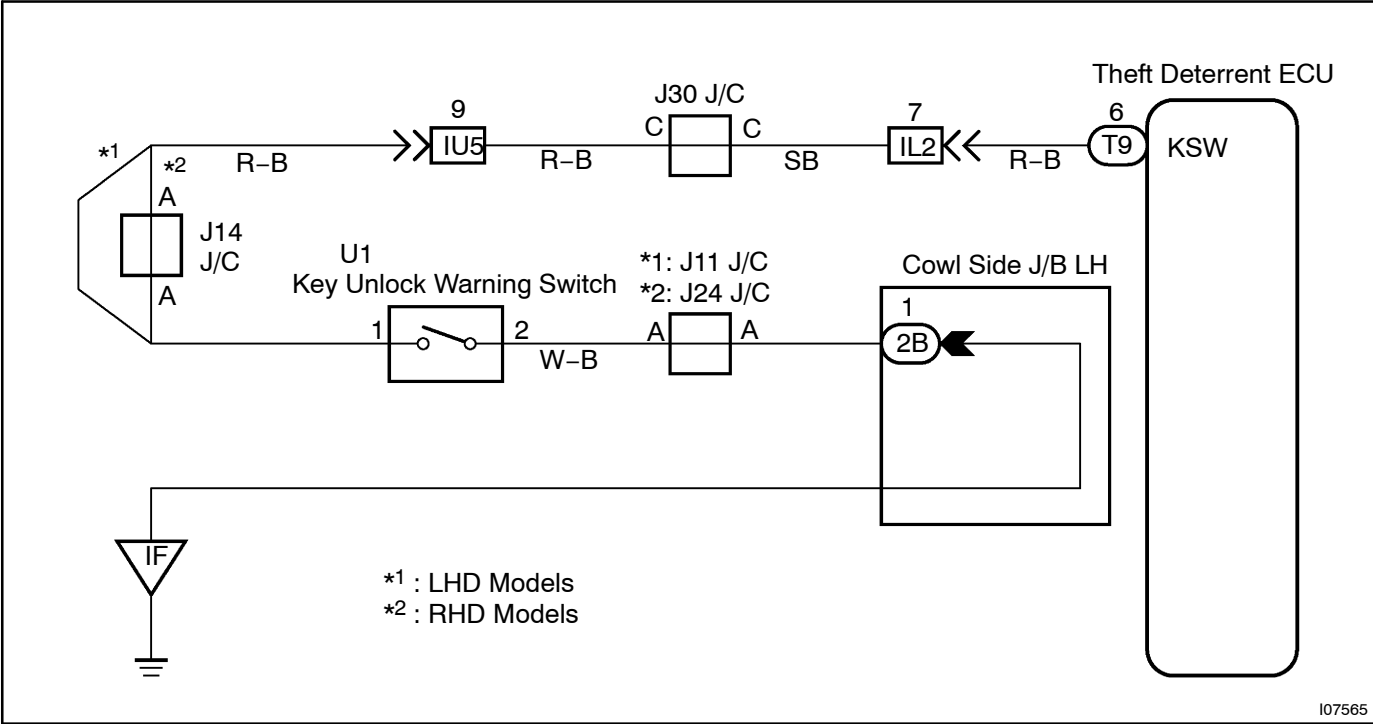 Theft Deterrent ECU
J30 J/C
9
7
6
IU5
C
C
IL2
T9
KSW
*1
*2
R–B
R–B
SB
R–B
A
J14
J/C
A
U1
Key Unlock Warning Switch
*1: J11 J/C
*2: J24 J/C
Cowl Side J/B LH
1
1
2
A
A
2B
W–B
IF
*1 : LHD Models
*2 : RHD Models
I07565